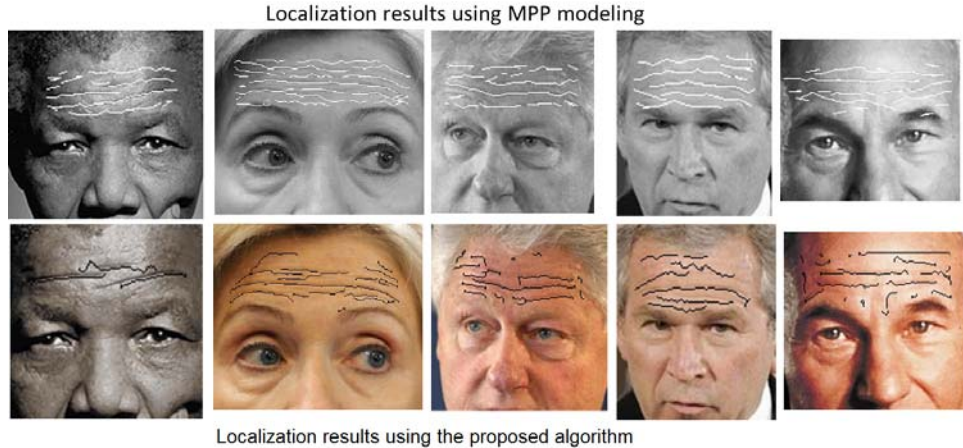 Localization results using MPP modeling
Localization results using the proposed algorithm